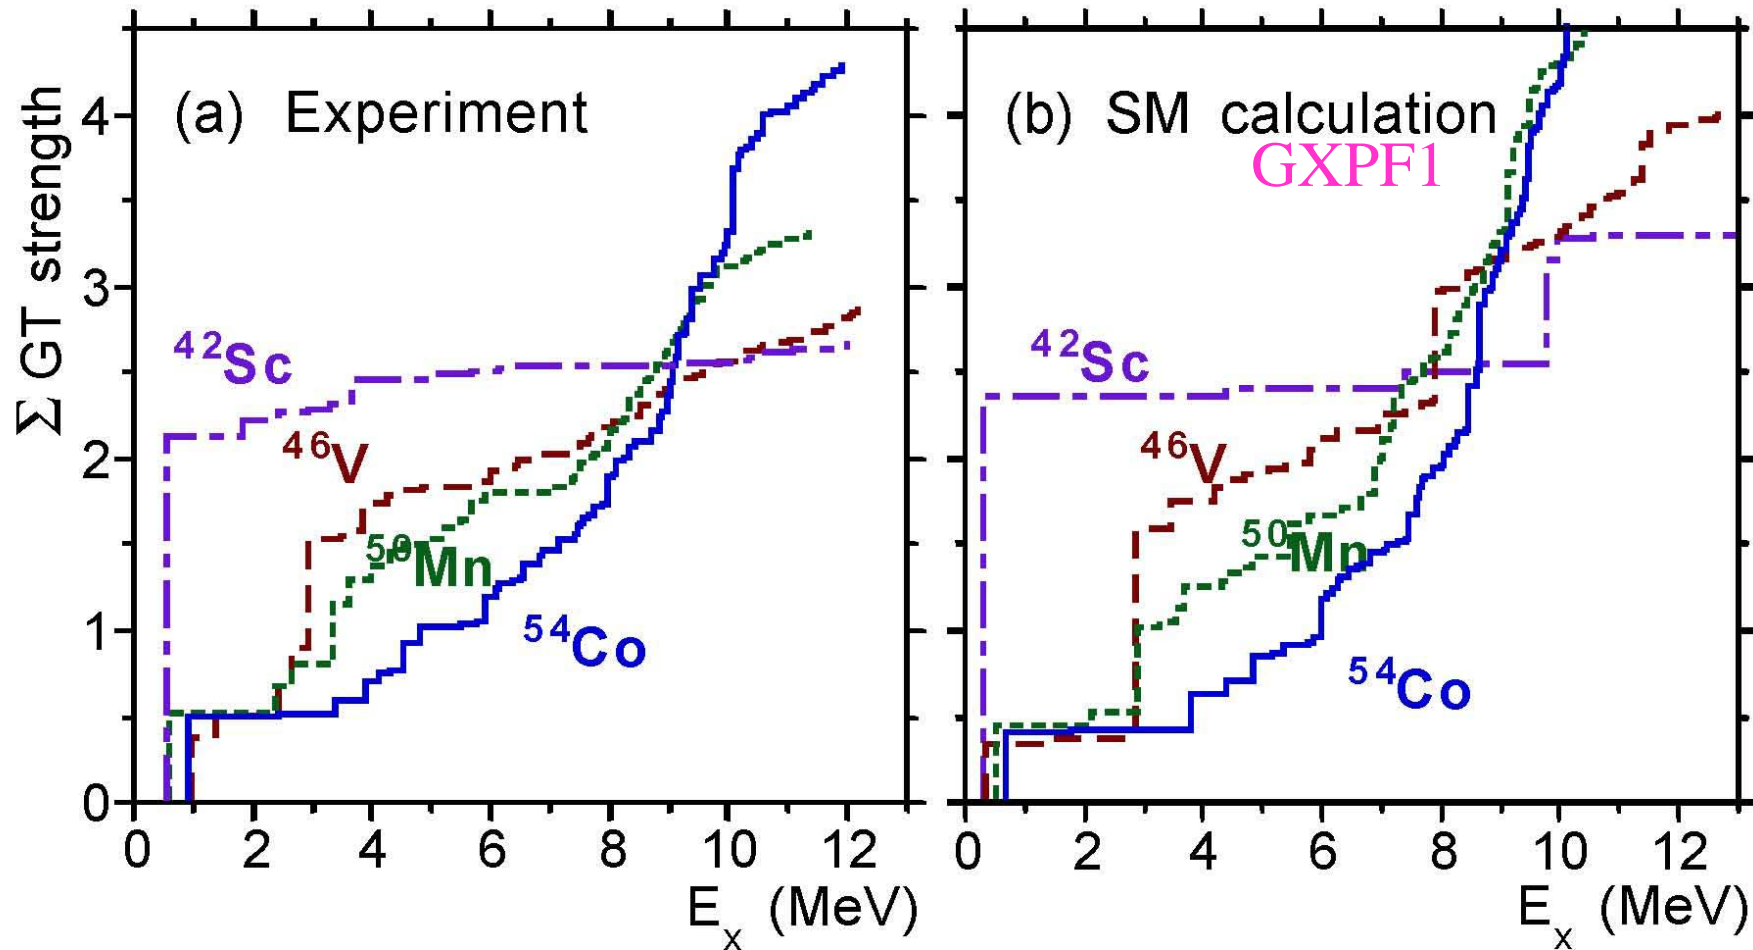 Σ GT strength
(a) Experiment
4
3
2
1
0
⁴²Sc
⁴⁶V
⁵⁰Mn
⁵⁴Co
0 2 4 6 8 10 12
Eₓ (MeV)
(b) SM calculation
GXPF1
⁴²Sc
⁴⁶V
⁵⁰Mn
⁵⁴Co
0 2 4 6 8 10 12
Eₓ (MeV)